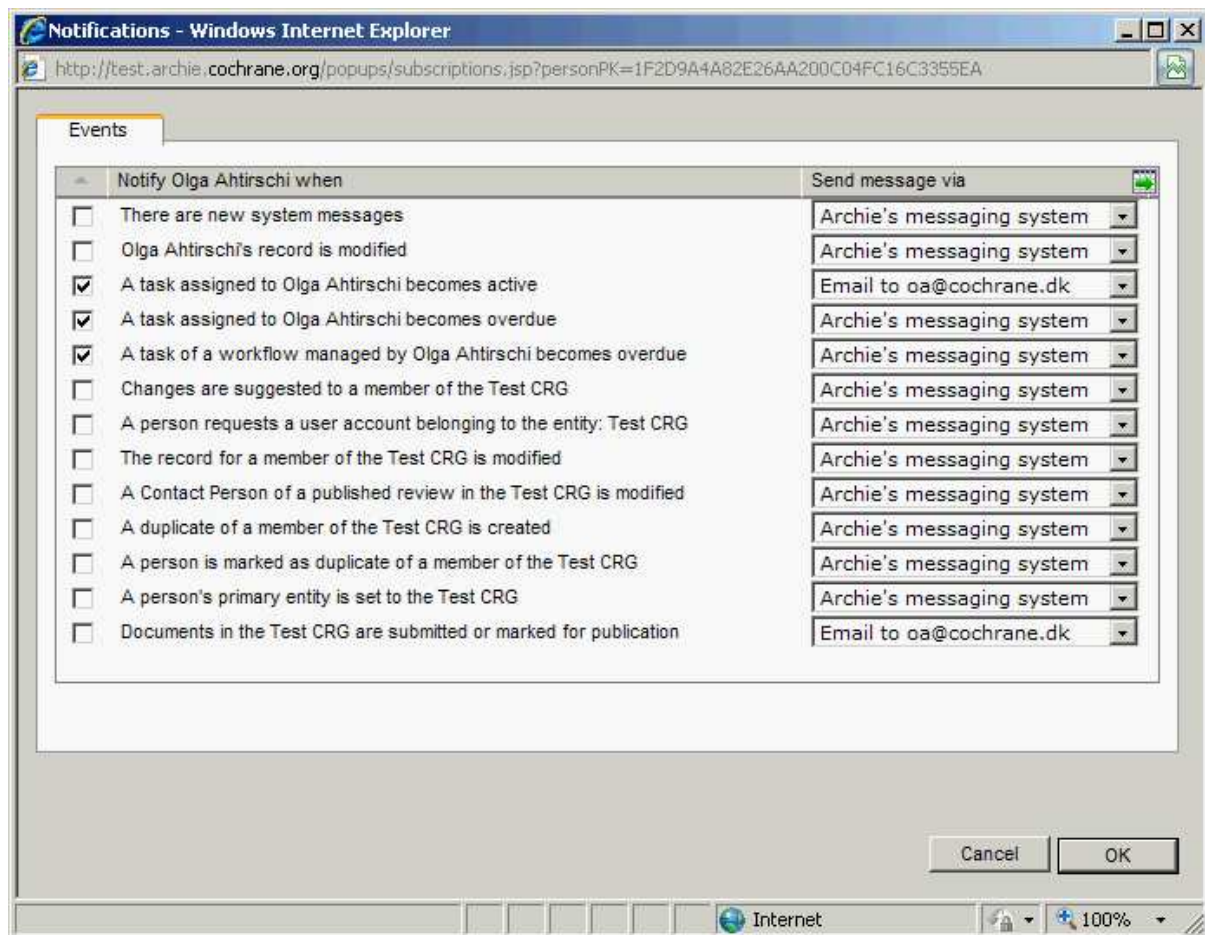 Notifications - Windows Internet Explorer
http://test.archie.cochrane.org/popups/subscriptions.jsp?personPK=1F2D9A4A82E26AA200C04FC16C3355EA
Events
Notify Olga Ahtirschi when Send message via
There are new system messages Archie's messaging system
Olga Ahtirschi's record is modified Archie's messaging system
A task assigned to Olga Ahtirschi becomes active Email to oa@cochrane.dk
A task assigned to Olga Ahtirschi becomes overdue Archie's messaging system
A task of a workflow managed by Olga Ahtirschi becomes overdue Archie's messaging system
Changes are suggested to a member of the Test CRG Archie's messaging system
A person requests a user account belonging to the entity: Test CRG Archie's messaging system
The record for a member of the Test CRG is modified Archie's messaging system
A Contact Person of a published review in the Test CRG is modified Archie's messaging system
A duplicate of a member of the Test CRG is created Archie's messaging system
A person is marked as duplicate of a member of the Test CRG Archie's messaging system
A person's primary entity is set to the Test CRG Archie's messaging system
Documents in the Test CRG are submitted or marked for publication Email to oa@cochrane.dk
Cancel OK
Internet 100%